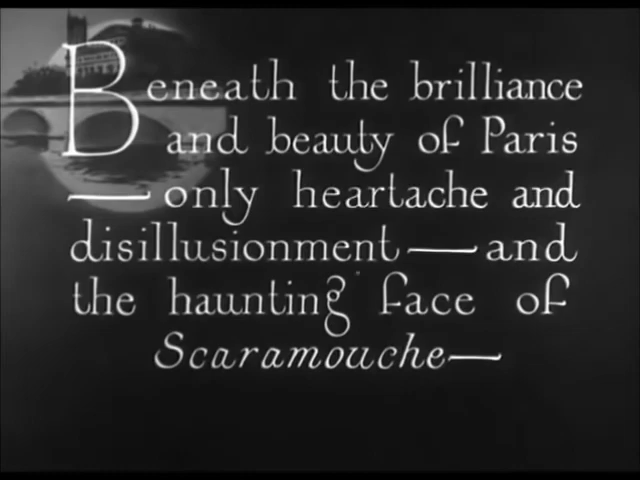 Beneath the brilliance
and beauty of Paris
— only heartache and
disillusionment — and
the haunting face of
Scaramouche —